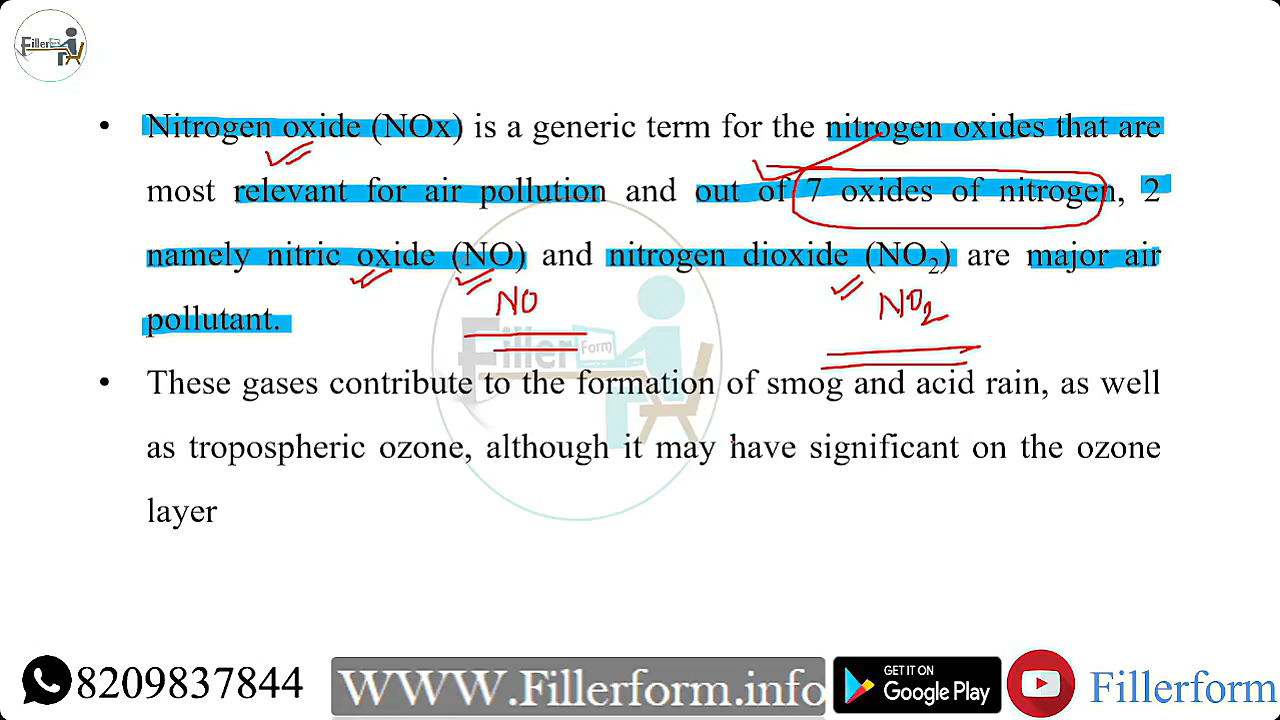 Filler Form
• Nitrogen oxide (NOx) is a generic term for the nitrogen oxides that are
most relevant for air pollution and out of 7 oxides of nitrogen, 2
namely nitric oxide (NO) and nitrogen dioxide (NO2) are major air
pollutant.
NO NO2
Filler Form
• These gases contribute to the formation of smog and acid rain, as well
as tropospheric ozone, although it may have significant on the ozone
layer
8209837844 WWW.Fillerform.info GET IT ON Google Play Fillerform